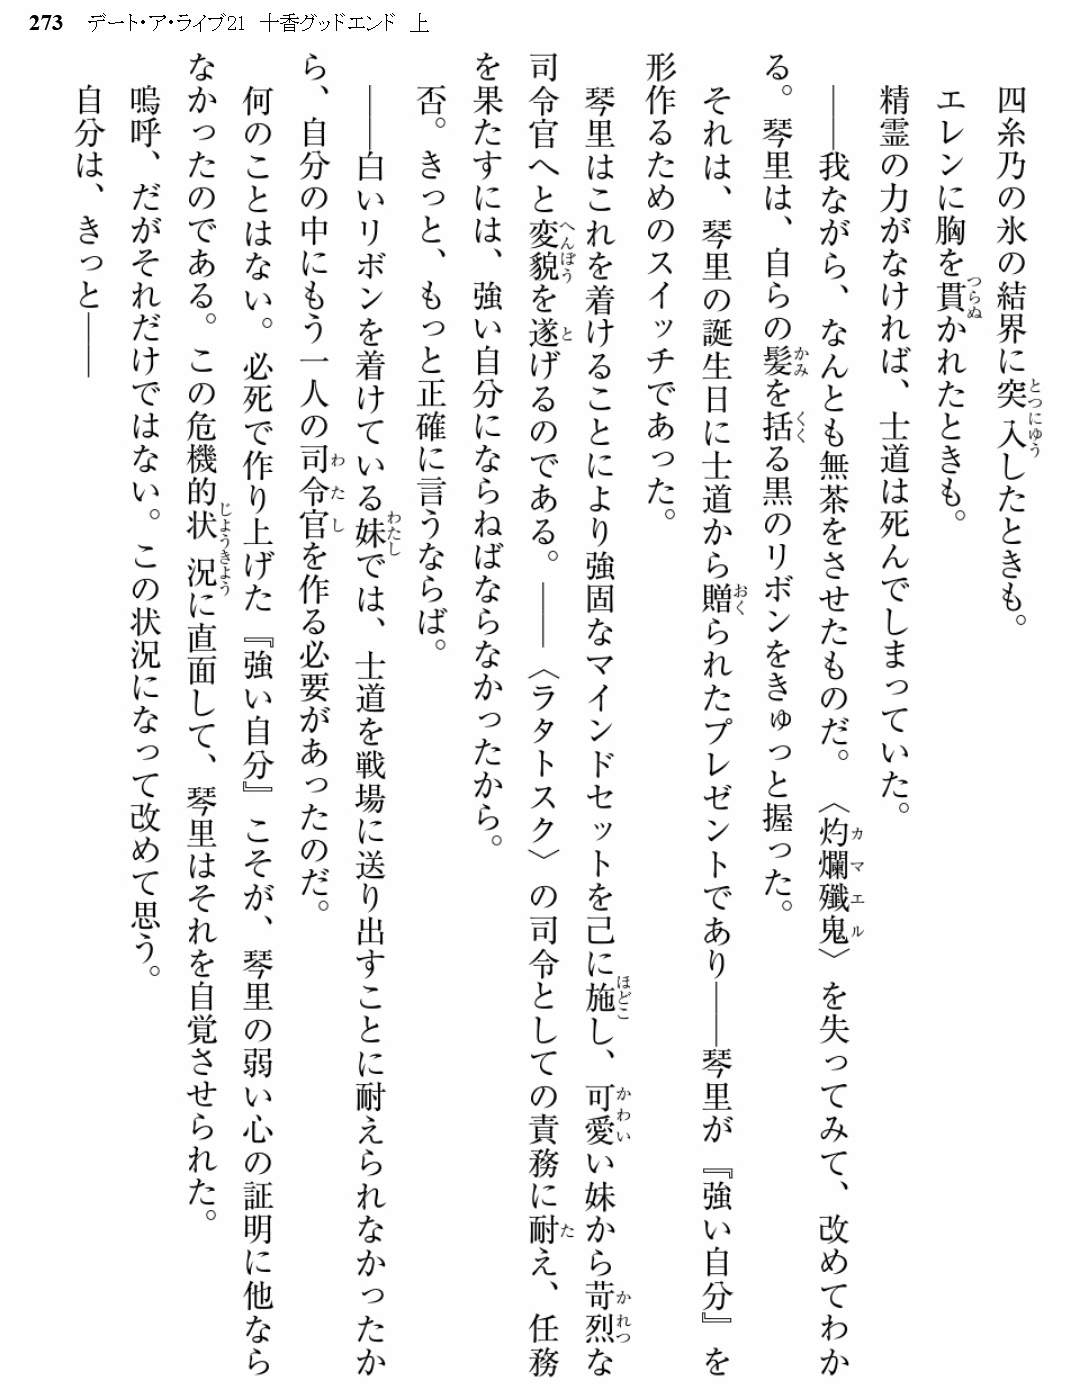 273 デート・ア・ライブ21 十香グッドエンド 上
四糸乃の氷の結界に突入したときも。
エレンに胸を貫かれたときも。
精霊の力がなければ、士道は死んでしまっていた。
――我ながら、なんとも無茶をさせたものだ。〈灼爛殲鬼〉を失ってみて、改めてわか
る。琴里は、自らの髪を括る黒のリボンをきゅっと握った。
それは、琴里の誕生日に士道から贈られたプレゼントであり――琴里が『強い自分』を
形作るためのスイッチであった。
琴里はこれを着けることにより強固なマインドセットを己に施し、可愛い妹から苛烈な
司令官へと変貌を遂げるのである。――〈ラタトスク〉の司令としての責務に耐え、任務
を果たすには、強い自分にならねばならなかったから。
否。きっと、もっと正確に言うならば。
――白いリボンを着けている妹では、士道を戦場に送り出すことに耐えられなかったか
ら、自分の中にもう一人の司令官を作る必要があったのだ。
何のことはない。必死で作り上げた『強い自分』こそが、琴里の弱い心の証明に他なら
なかったのである。この危機的状況に直面して、琴里はそれを自覚させられた。
嗚呼、だがそれだけではない。この状況になって改めて思う。
自分は、きっと――